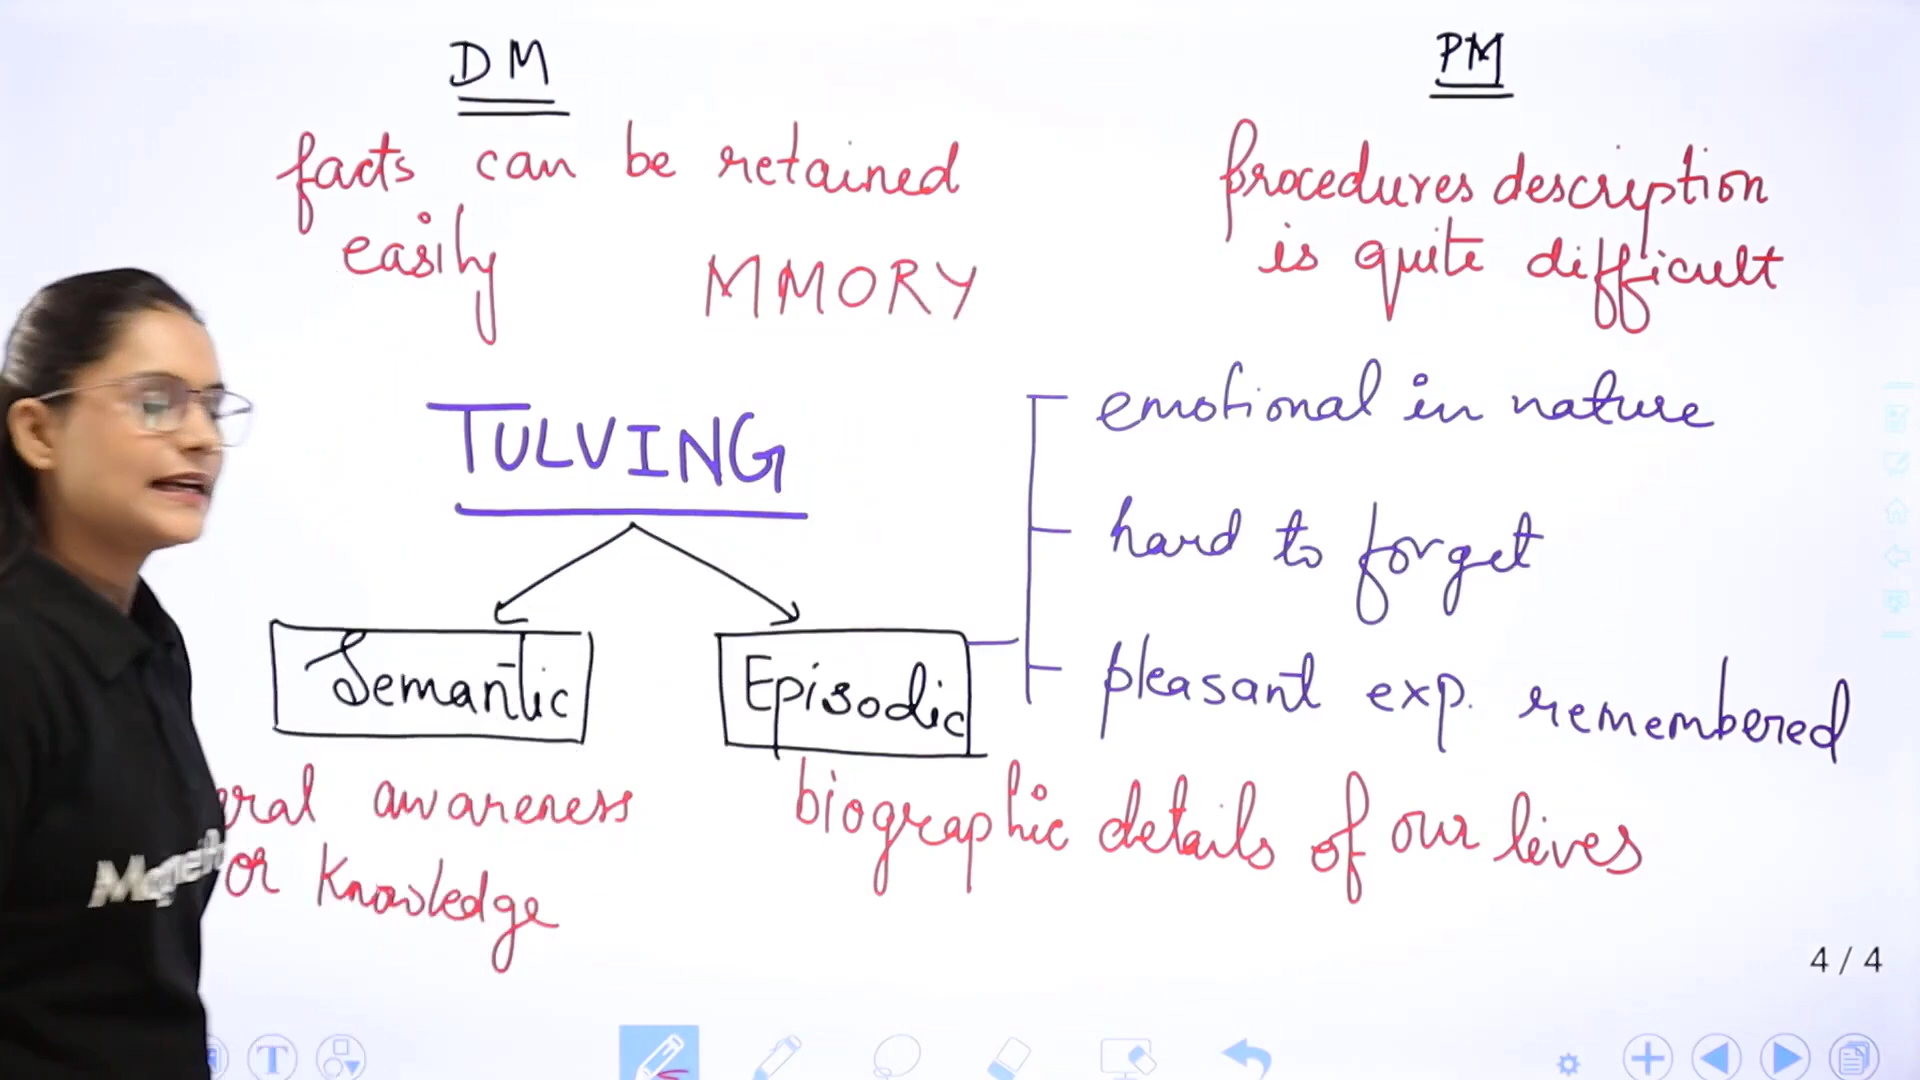 DM
PM
facts can be retained
easily
MMORY
procedures description
is quite difficult
TULVING
Semantic
Episodic
emotional in nature
hard to forget
pleasant exp. remembered
awareness
or Knowledge
biographic details of our lives
4 / 4
T